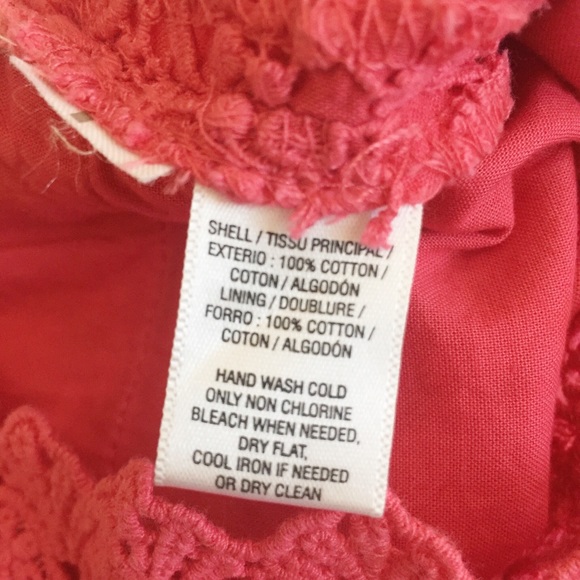 SHELL / TISSU PRINCIPAL /
EXTERIO : 100% COTTON /
COTON / ALGODÓN
LINING / DOUBLURE /
FORRO : 100% COTTON /
COTON / ALGODÓN
HAND WASH COLD
ONLY NON CHLORINE
BLEACH WHEN NEEDED,
DRY FLAT,
COOL IRON IF NEEDED
OR DRY CLEAN